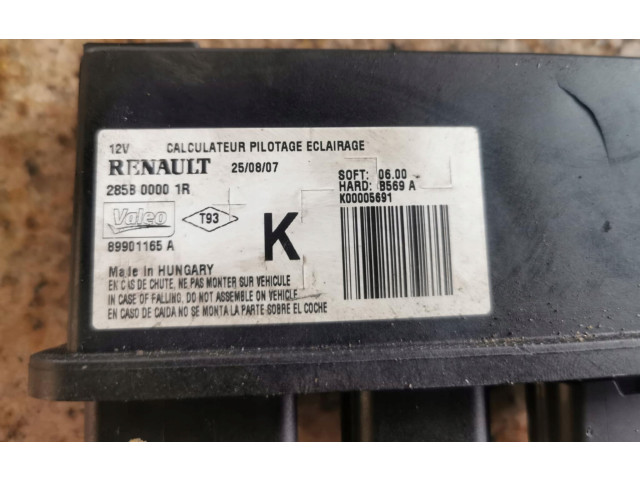 12V CALCULATEUR PILOTAGE ECLAIRAGE
RENAULT 25/08/07
285B 0000 1R
SOFT: 06.00
HARD: B569 A
K00005691
Valeo
T93
K
89901165 A
Made in HUNGARY
EN CAS DE CHUTE, NE PAS MONTER SUR VEHICULE
IN CASE OF FALLING, DO NOT ASSEMBLE ON VEHICLE
EN CASO DE CAIDA NO SE MONTA LA PARTE SOBRE EL COCHE